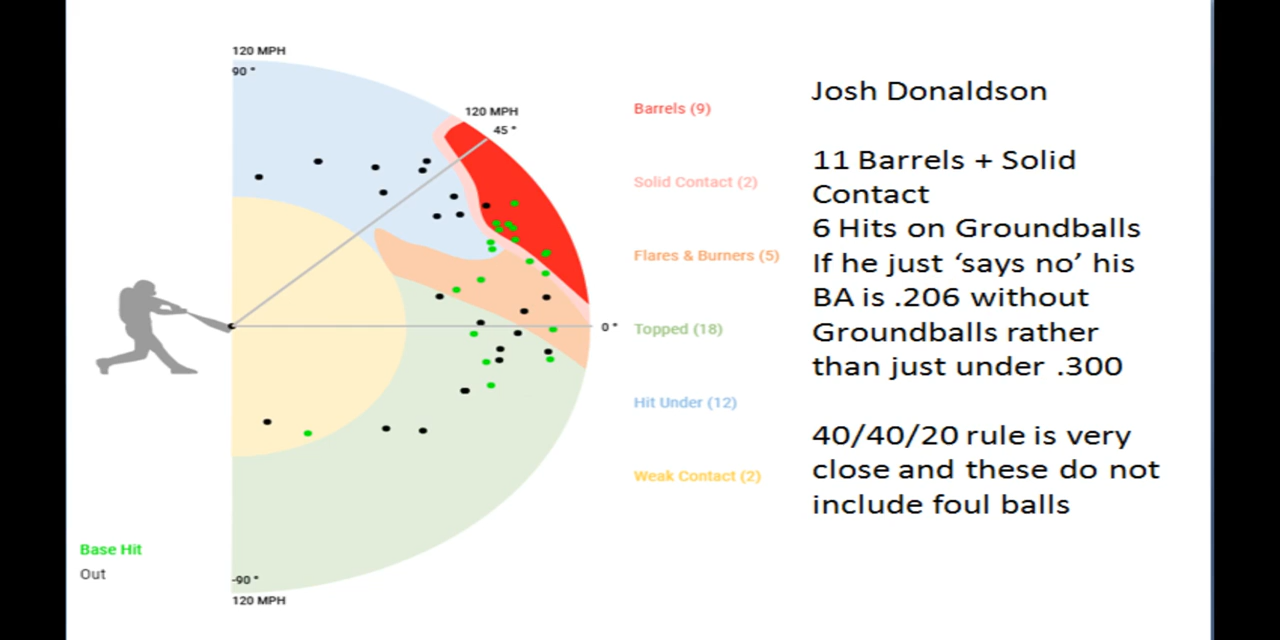 120 MPH
90 °
120 MPH
45 °
0 °
-90 °
120 MPH
Base Hit
Out
Barrels (9)
Solid Contact (2)
Flares & Burners (5)
Topped (18)
Hit Under (12)
Weak Contact (2)
Josh Donaldson
11 Barrels + Solid
Contact
6 Hits on Groundballs
If he just ‘says no’ his
BA is .206 without
Groundballs rather
than just under .300
40/40/20 rule is very
close and these do not
include foul balls